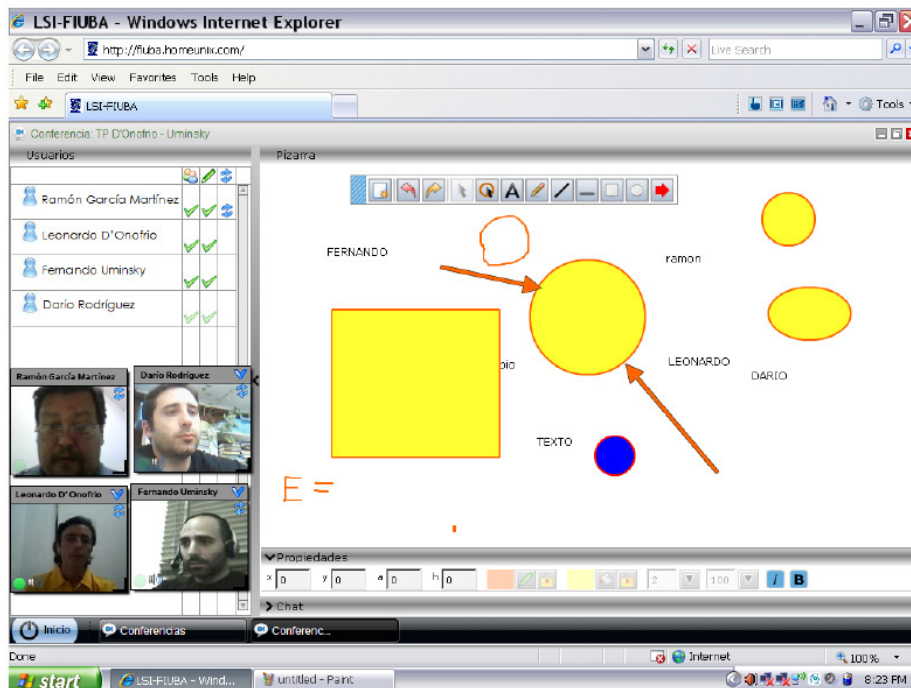 LSI-FIUBA - Windows Internet Explorer
http://fiuba.homeunix.com/
Live Search
File Edit View Favorites Tools Help
LSI-FIUBA
Tools
Conferencia: TP D'Onofrio - Uminsky
Usuarios
Pizarra
Ramón García Martínez
Leonardo D'Onofrio
Fernando Uminsky
Darío Rodríguez
A
FERNANDO
ramon
pio
LEONARDO
DARIO
TEXTO
E =
Ramón García Martínez
Darío Rodríguez
Leonardo D'Onofrio
Fernando Uminsky
Propiedades
x 0 y 0 a 0 h 0 2 100 I B
Chat
Inicio
Conferencias
Conferenc...
Done
Internet
100%
start
LSI-FIUBA - Wind...
untitled - Paint
8:23 PM